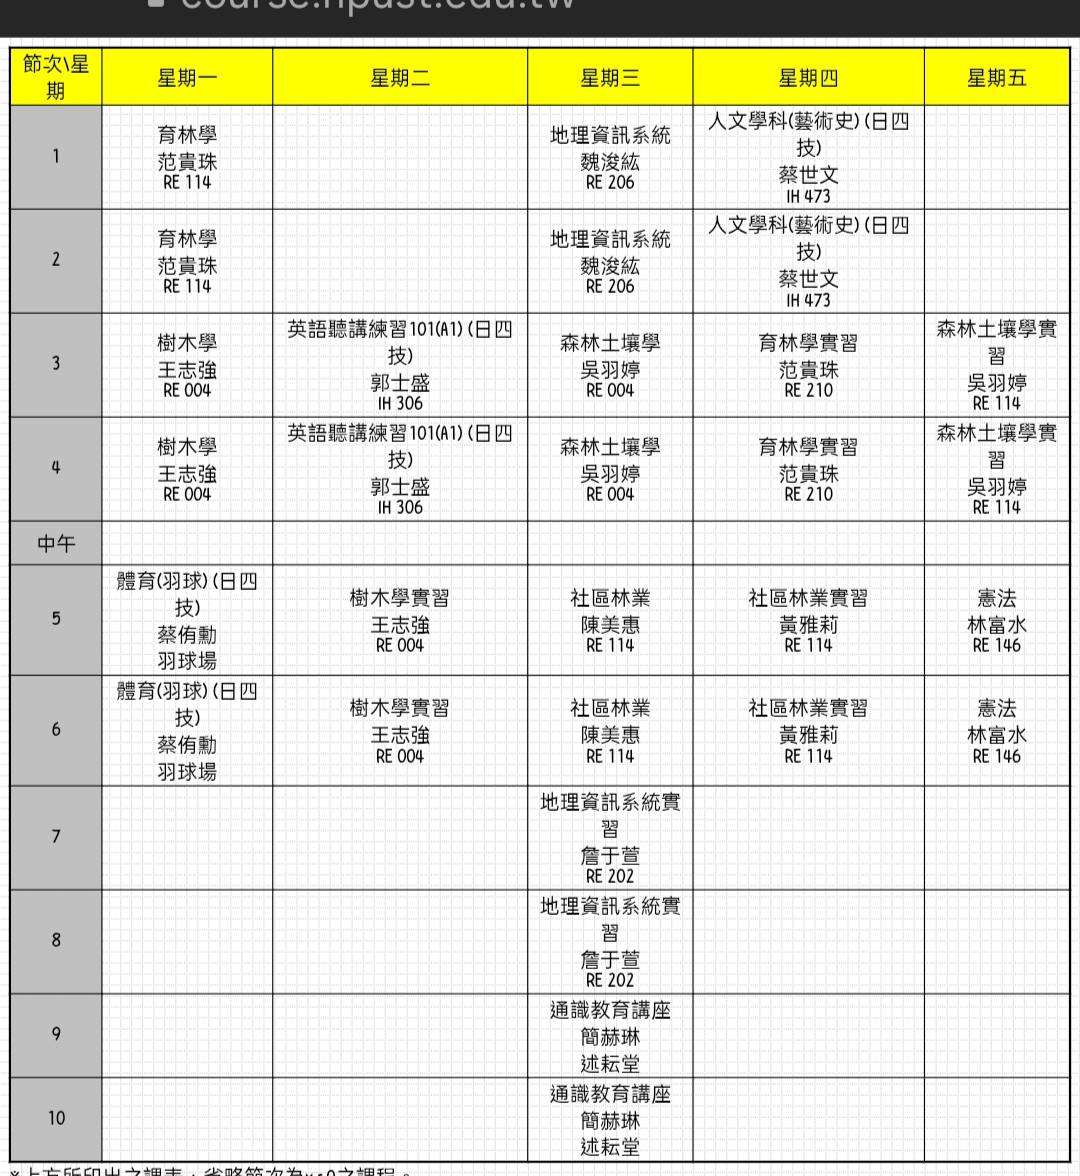 course.npust.edu.tw
節次\星
期
星期一
星期二
星期三
星期四
星期五
1
育林學
范貴珠
RE 114
地理資訊系統
魏浚紘
RE 206
人文學科(藝術史) (日四
技)
蔡世文
IH 473
2
育林學
范貴珠
RE 114
地理資訊系統
魏浚紘
RE 206
人文學科(藝術史) (日四
技)
蔡世文
IH 473
3
樹木學
王志強
RE 004
英語聽講練習101(A1) (日四
技)
郭士盛
IH 306
森林土壤學
吳羽婷
RE 004
育林學實習
范貴珠
RE 210
森林土壤學實
習
吳羽婷
RE 114
4
樹木學
王志強
RE 004
英語聽講練習101(A1) (日四
技)
郭士盛
IH 306
森林土壤學
吳羽婷
RE 004
育林學實習
范貴珠
RE 210
森林土壤學實
習
吳羽婷
RE 114
中午
5
體育(羽球) (日四
技)
蔡侑勳
羽球場
樹木學實習
王志強
RE 004
社區林業
陳美惠
RE 114
社區林業實習
黃雅莉
RE 114
憲法
林富水
RE 146
6
體育(羽球) (日四
技)
蔡侑勳
羽球場
樹木學實習
王志強
RE 004
社區林業
陳美惠
RE 114
社區林業實習
黃雅莉
RE 114
憲法
林富水
RE 146
7
地理資訊系統實
習
詹于萱
RE 202
8
地理資訊系統實
習
詹于萱
RE 202
9
通識教育講座
簡赫琳
述耘堂
10
通識教育講座
簡赫琳
述耘堂
*上方所印出之課表，省略節次為
之課程。